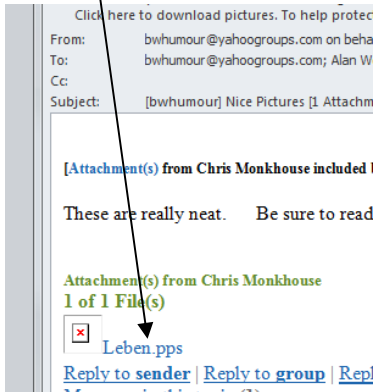 Click here to download pictures. To help protec
From: bwhumour@yahoogroups.com on beha
To: bwhumour@yahoogroups.com; Alan W
Cc:
Subject: [bwhumour] Nice Pictures [1 Attachm
[Attachment(s) from Chris Monkhouse included
These are really neat. Be sure to read
Attachment(s) from Chris Monkhouse
1 of 1 File(s)
Leben.pps
Reply to sender | Reply to group | Repl